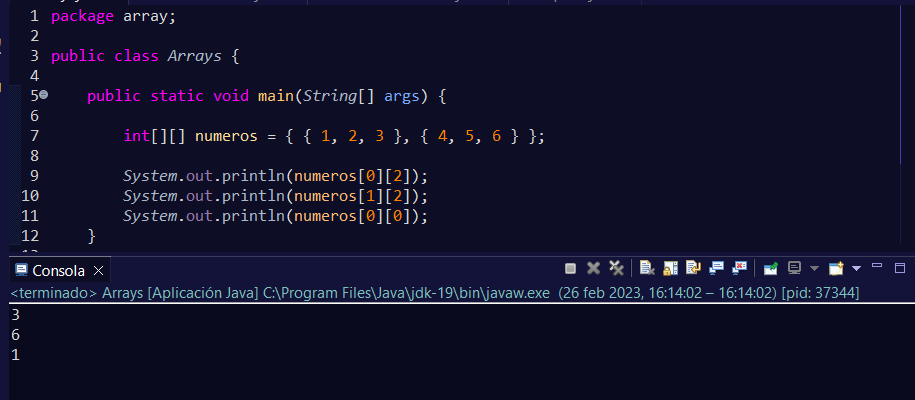 1 package array;
2
3 public class Arrays {
4
5 public static void main(String[] args) {
6
7 int[][] numeros = { { 1, 2, 3 }, { 4, 5, 6 } };
8
9 System.out.println(numeros[0][2]);
10 System.out.println(numeros[1][2]);
11 System.out.println(numeros[0][0]);
12 }
Consola
<terminado> Arrays [Aplicación Java] C:\Program Files\Java\jdk-19\bin\javaw.exe (26 feb 2023, 16:14:02 – 16:14:02) [pid: 37344]
3
6
1